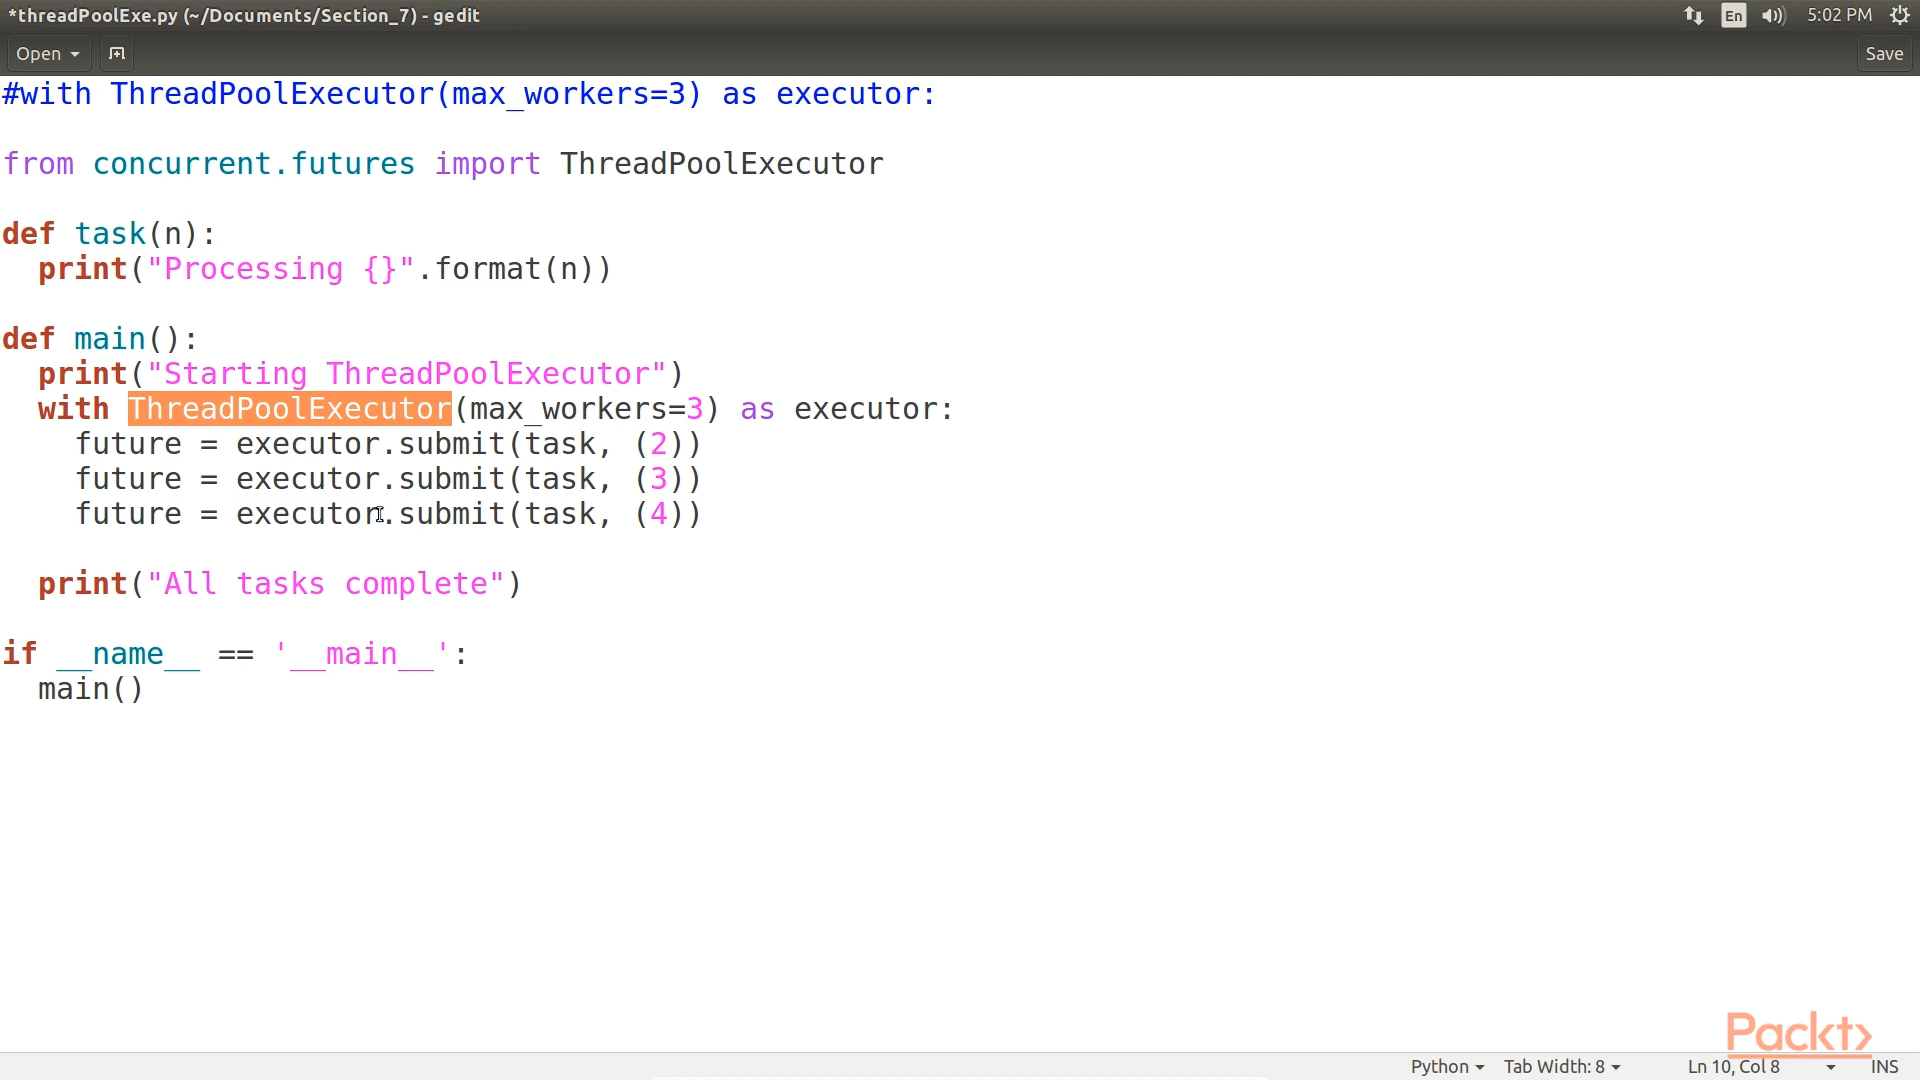 *threadPoolExe.py (~/Documents/Section_7) - gedit
En 5:02 PM
Open Save
#with ThreadPoolExecutor(max_workers=3) as executor:
from concurrent.futures import ThreadPoolExecutor
def task(n):
  print("Processing {}".format(n))
def main():
  print("Starting ThreadPoolExecutor")
  with ThreadPoolExecutor(max_workers=3) as executor:
    future = executor.submit(task, (2))
    future = executor.submit(task, (3))
    future = executor.submit(task, (4))
  print("All tasks complete")
if __name__ == '__main__':
  main()
Packt>
Python Tab Width: 8 Ln 10, Col 8 INS